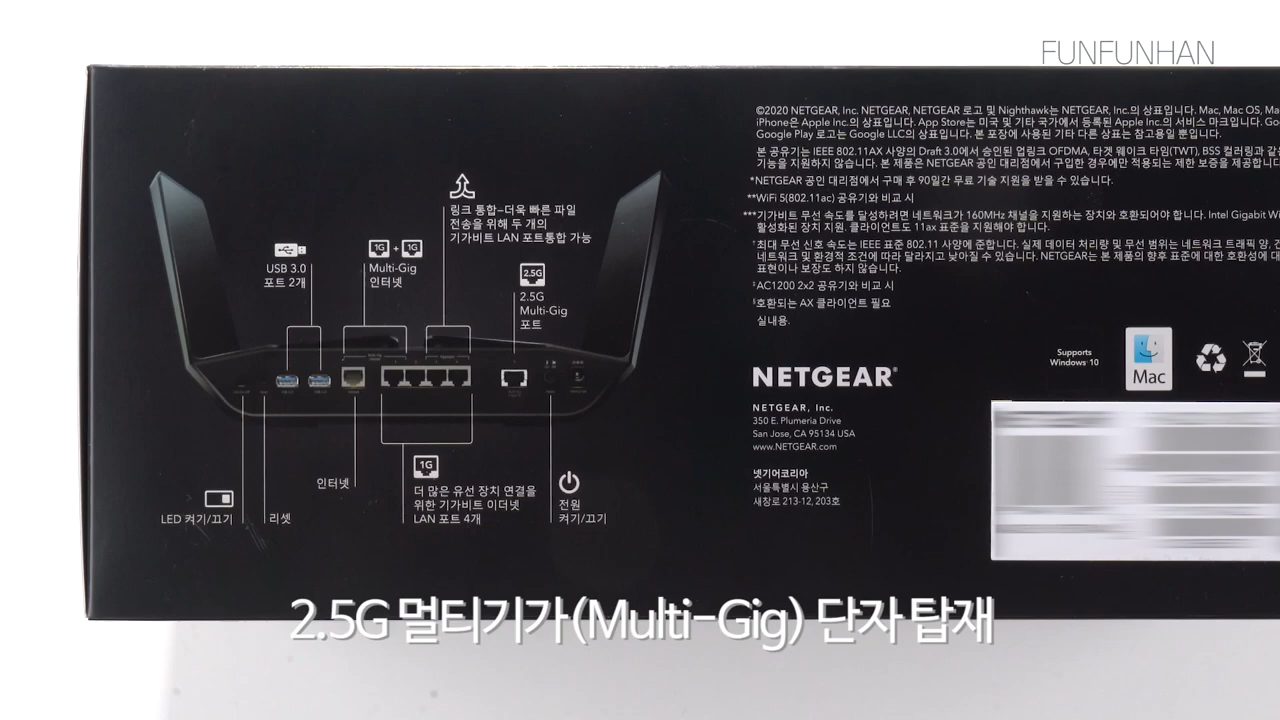 FUNFUNHAN
©2020 NETGEAR, Inc. NETGEAR, NETGEAR 로고 및 Nighthawk는 NETGEAR, Inc.의 상표입니다. Mac, Mac OS,
iPhone은 Apple Inc.의 상표입니다. App Store는 미국 및 기타 국가에서 등록된 Apple Inc.의 서비스 마크입니다.
Google Play 로고는 Google LLC의 상표입니다. 본 포장에 사용된 기타 다른 상표는 참고용일 뿐입니다.
본 공유기는 IEEE 802.11AX 사양의 Draft 3.0에서 승인된 업링크 OFDMA, 타겟 웨이크 타임(TWT), BSS 컬러링과
기능을 지원하지 않습니다. 본 제품은 NETGEAR 공인 대리점에서 구입한 경우에만 적용되는 제한 보증을 제공합니다
*NETGEAR 공인 대리점에서 구매 후 90일간 무료 기술 지원을 받을 수 있습니다.
**WiFi 5(802.11ac) 공유기와 비교 시
***기가비트 무선 속도를 달성하려면 네트워크가 160MHz 채널을 지원하는 장치와 호환되어야 합니다. Intel Gigabit
활성화된 장치 지원. 클라이언트도 11ax 표준을 지원해야 합니다.
†최대 무선 신호 속도는 IEEE 표준 802.11 사양에 준합니다. 실제 데이터 처리량 및 무선 범위는 네트워크 트래픽 양,
네트워크 및 환경적 조건에 따라 달라지고 낮아질 수 있습니다. NETGEAR는 본 제품의 향후 표준에 대한 호환성에
표현이나 보장도 하지 않습니다.
‡AC1200 2x2 공유기와 비교 시
§호환되는 AX 클라이언트 필요
실내용.
링크 통합–더욱 빠른 파일
전송을 위해 두 개의
기가비트 LAN 포트통합 가능
1G + 1G
Multi-Gig
인터넷
USB 3.0
포트 2개
2.5G
2.5G
Multi-Gig
포트
인터넷
1G
더 많은 유선 장치 연결을
위한 기가비트 이더넷
LAN 포트 4개
전원
켜기/끄기
LED 켜기/끄기
리셋
Supports
Windows 10
Mac
NETGEAR®
NETGEAR, Inc.
350 E. Plumeria Drive
San Jose, CA 95134 USA
www.NETGEAR.com
넷기어코리아
서울특별시 용산구
새창로 213-12, 203호
2.5G 멀티기가(Multi-Gig) 단자 탑재